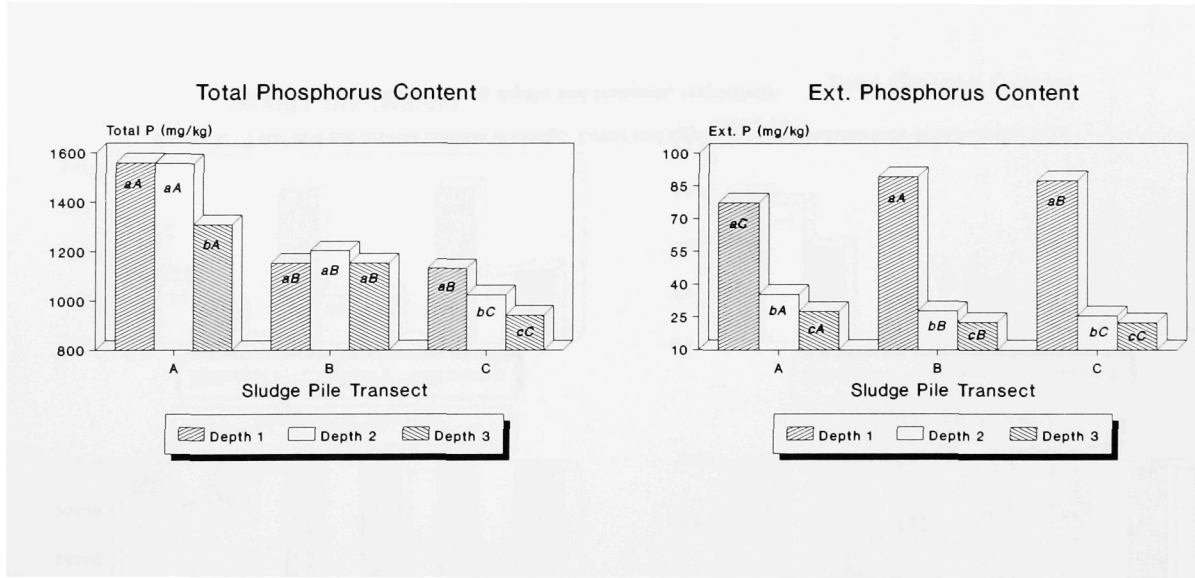 Total Phosphorus Content
Total P (mg/kg)
1600
1400
1200
1000
800
aA
aA
bA
aB
aB
aB
aB
bC
cC
A
B
C
Sludge Pile Transect
Depth 1
Depth 2
Depth 3
Ext. Phosphorus Content
Ext. P (mg/kg)
100
85
70
55
40
25
10
aC
bA
cA
aA
bB
cB
aB
bC
cC
A
B
C
Sludge Pile Transect
Depth 1
Depth 2
Depth 3